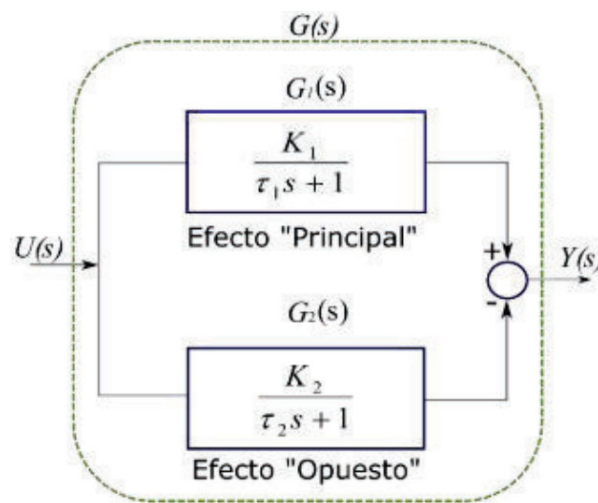 G(s)
G₁(s)
K₁
τ₁s + 1
Efecto "Principal"
U(s)
+
-
Y(s)
G₂(s)
K₂
τ₂s + 1
Efecto "Opuesto"